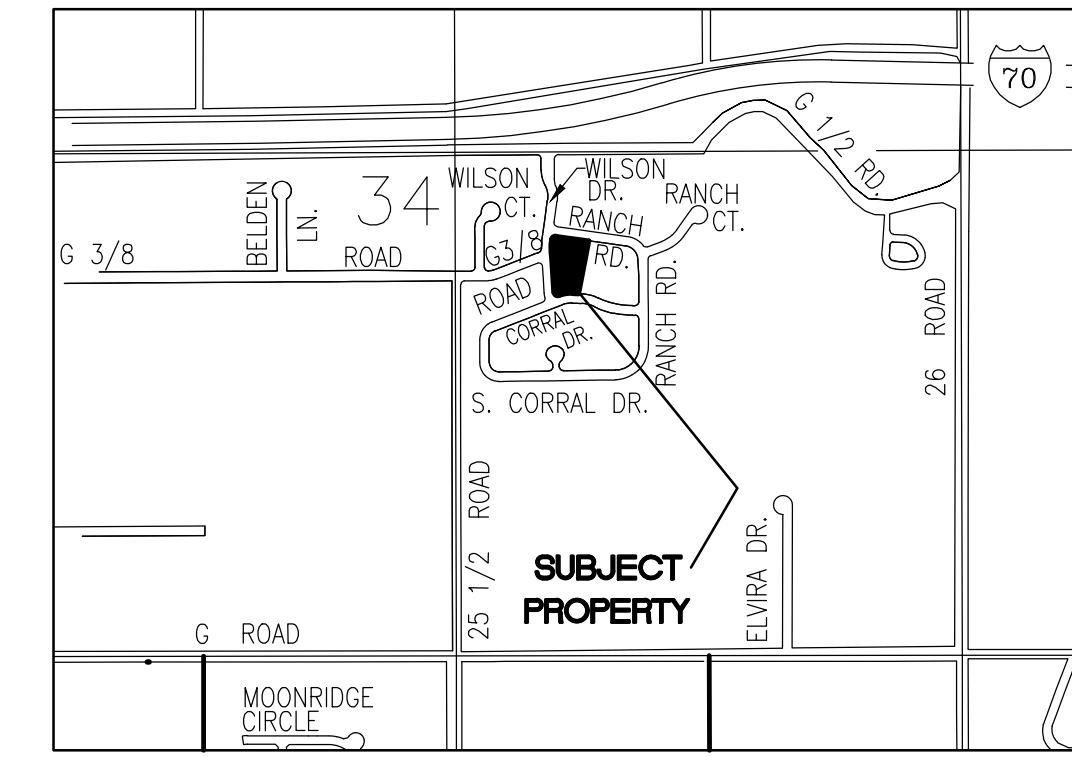 70
G 1/2 RD.
34
WILSON
CT.
WILSON
DR.
RANCH
CT.
RANCH
RD.
BELDEN
LN.
G 3/8
ROAD
G3/8
ROAD
RANCH RD.
CORRAL
DR.
26 ROAD
S. CORRAL DR.
25 1/2 ROAD
SUBJECT
PROPERTY
ELVIRA DR.
G ROAD
MOONRIDGE
CIRCLE